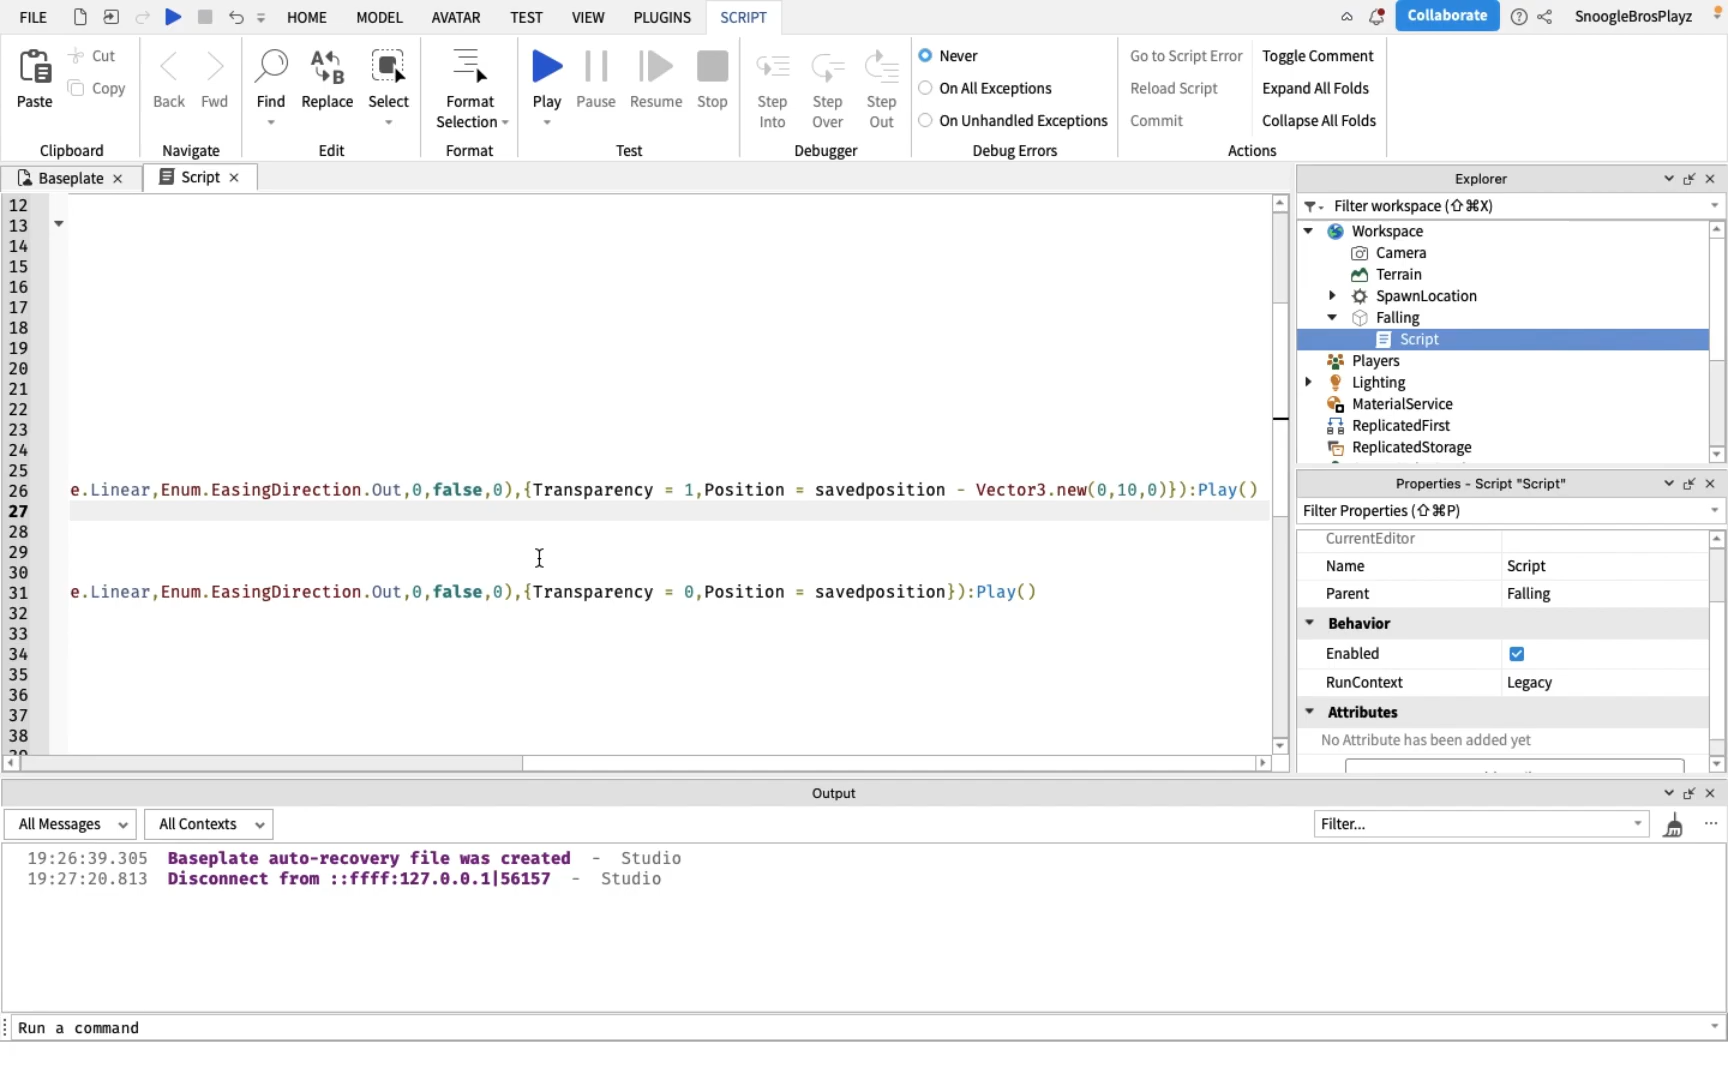 FILE HOME MODEL AVATAR TEST VIEW PLUGINS SCRIPT Collaborate SnoogleBrosPlayz
Paste Cut Copy
Clipboard
Back Fwd
Navigate
Find Replace Select
Edit
Format Selection
Format
Play Pause Resume Stop
Test
Step Into Step Over Step Out
Debugger
Never
On All Exceptions
On Unhandled Exceptions
Debug Errors
Go to Script Error Toggle Comment
Reload Script Expand All Folds
Commit Collapse All Folds
Actions
Baseplate Script
12
13
14
15
16
17
18
19
20
21
22
23
24
25
26 e.Linear,Enum.EasingDirection.Out,0,false,0),{Transparency = 1,Position = savedposition - Vector3.new(0,10,0)}):Play()
27
28
29
30
31 e.Linear,Enum.EasingDirection.Out,0,false,0),{Transparency = 0,Position = savedposition}):Play()
32
33
34
35
36
37
38
39
Explorer
Filter workspace (⇧⌘X)
Workspace
Camera
Terrain
SpawnLocation
Falling
Script
Players
Lighting
MaterialService
ReplicatedFirst
ReplicatedStorage
Properties - Script "Script"
Filter Properties (⇧⌘P)
CurrentEditor
Name Script
Parent Falling
Behavior
Enabled
RunContext Legacy
Attributes
No Attribute has been added yet
Output
All Messages All Contexts Filter...
19:26:39.305 Baseplate auto-recovery file was created - Studio
19:27:20.813 Disconnect from ::ffff:127.0.0.1|56157 - Studio
Run a command